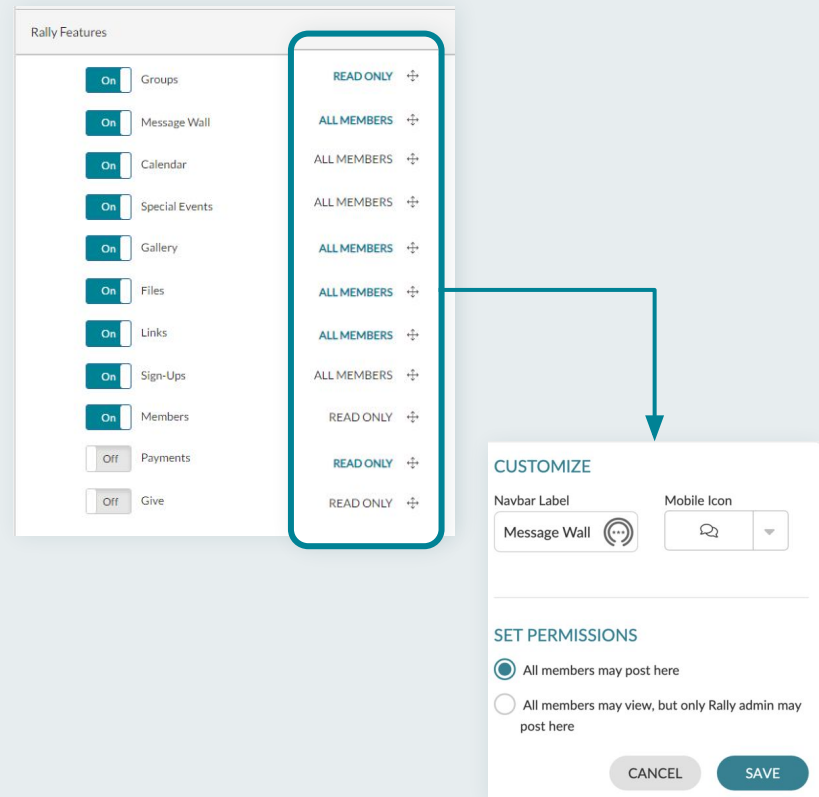 Rally Features
On Groups READ ONLY
On Message Wall ALL MEMBERS
On Calendar ALL MEMBERS
On Special Events ALL MEMBERS
On Gallery ALL MEMBERS
On Files ALL MEMBERS
On Links ALL MEMBERS
On Sign-Ups ALL MEMBERS
On Members READ ONLY
Off Payments READ ONLY
Off Give READ ONLY
CUSTOMIZE
Navbar Label Mobile Icon
Message Wall
SET PERMISSIONS
All members may post here
All members may view, but only Rally admin may
post here
CANCEL SAVE